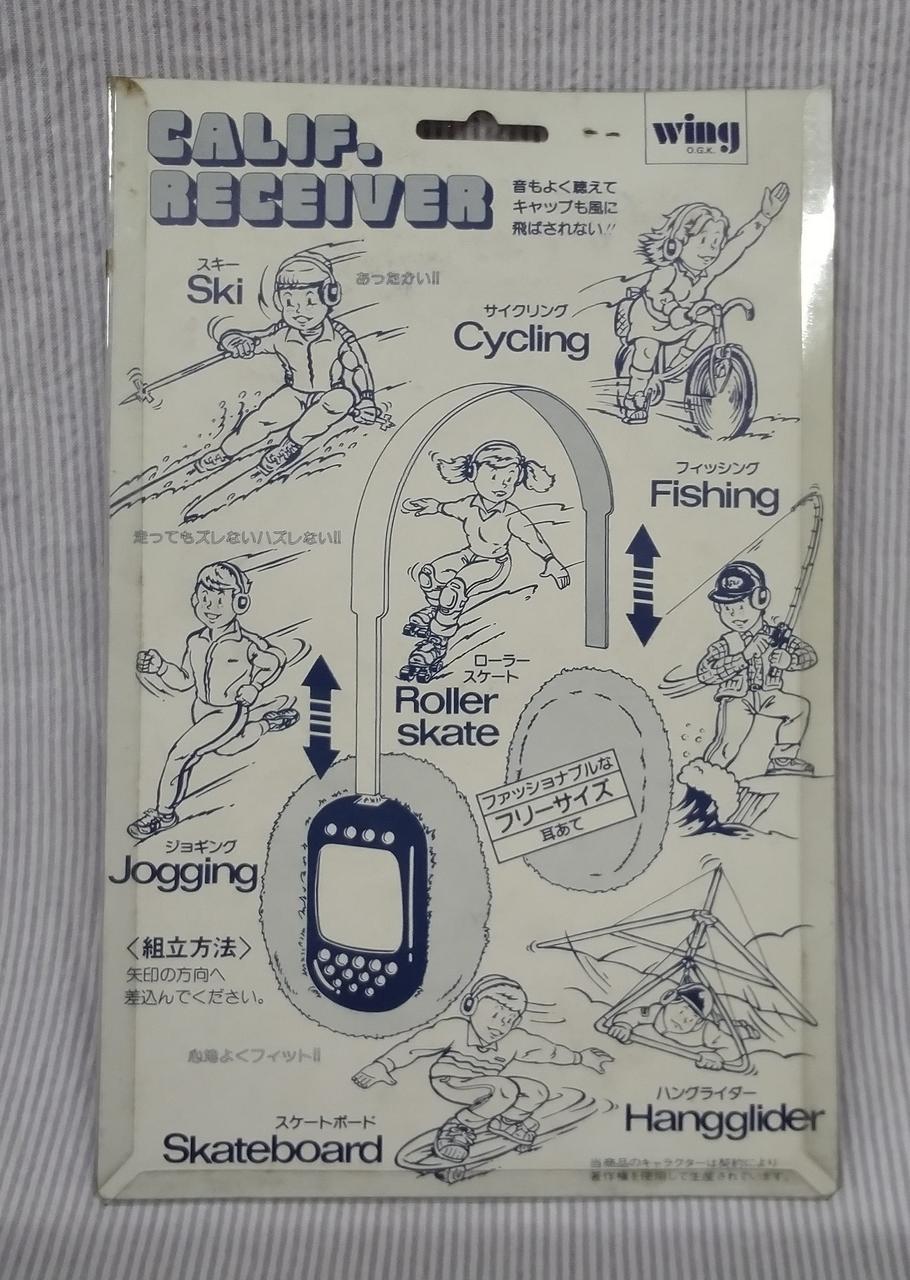 CALIF.
RECEIVER
wing
O.G.K.
音もよく聴えて
キャップも風に
飛ばされない!!
スキー
Ski
あったかい!!
サイクリング
Cycling
フィッシング
Fishing
走ってもズレないハズレない!!
ローラー
スケート
Roller
skate
ファッショナブルな
フリーサイズ
耳あて
ジョギング
Jogging
〈組立方法〉
矢印の方向へ
差込んでください。
心地よくフィット!!
スケートボード
Skateboard
ハングライダー
Hangglider
当商品のキャラクターは契約により
著作権を使用して生産されています。